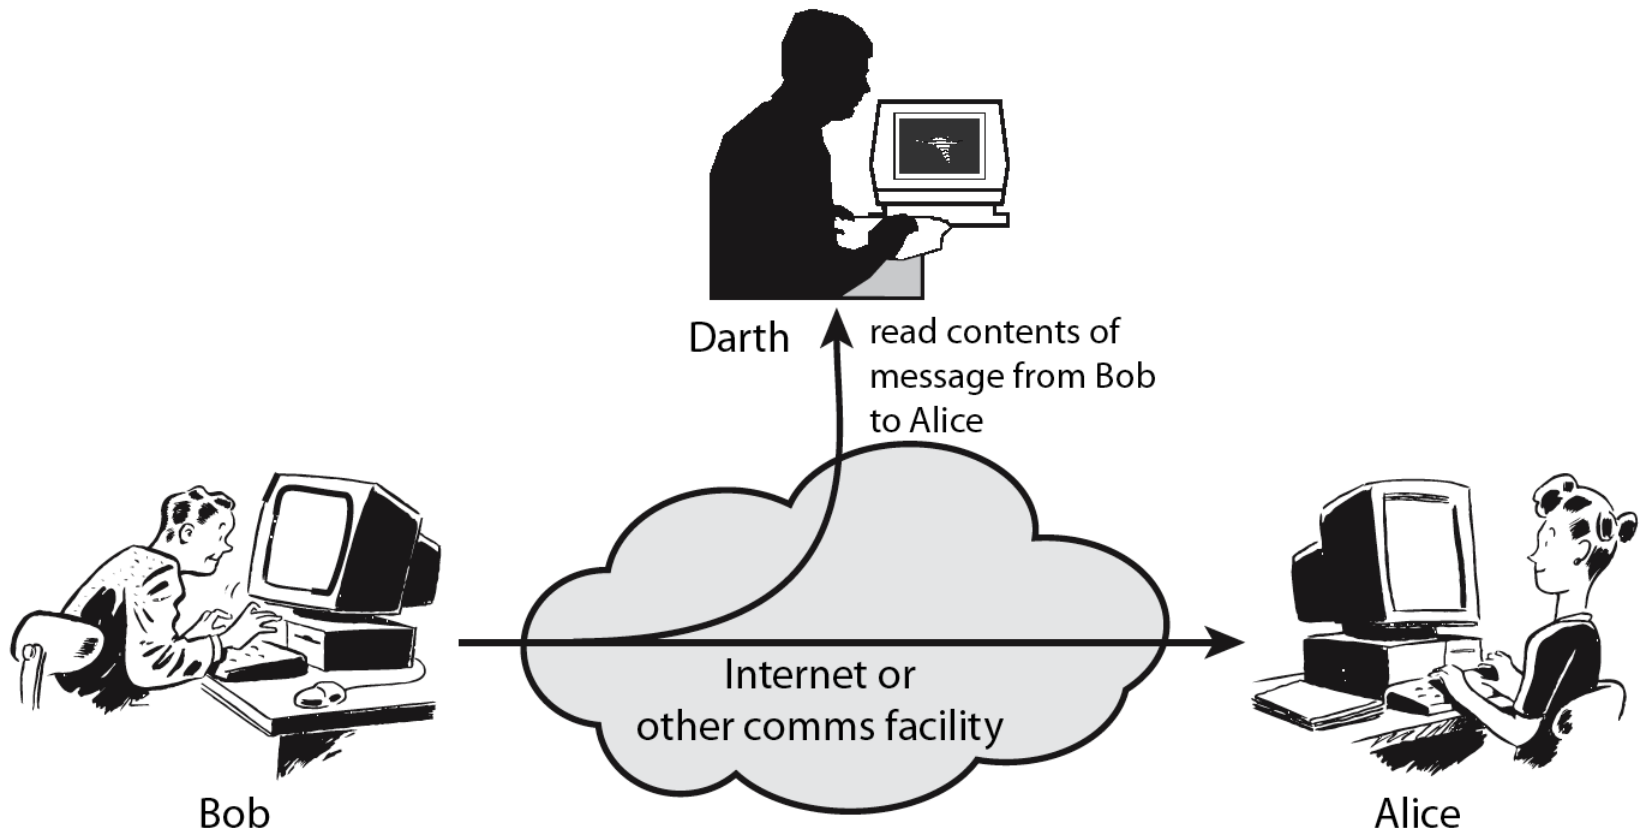 Darth
read contents of
message from Bob
to Alice
Internet or
other comms facility
Bob
Alice